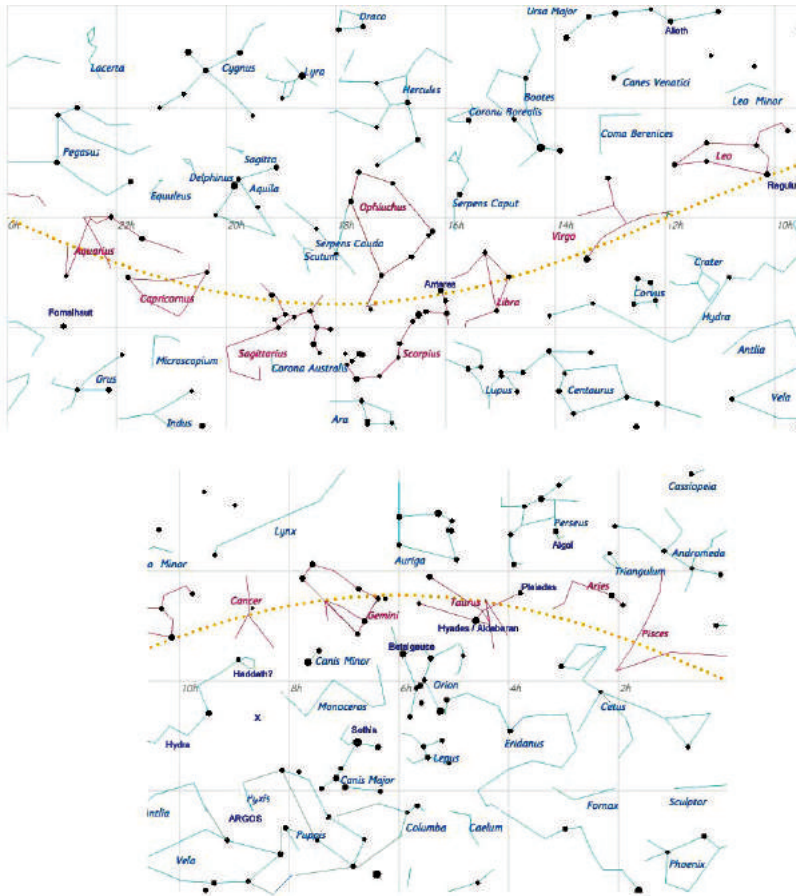 Draco
Ursa Major
Alioth
Lacerta
Cygnus
Lyra
Hercules
Bootes
Canes Venatici
Leo Minor
Corona Borealis
Coma Berenices
Pegasus
Sagitta
Delphinus
Aquila
Equuleus
Leo
Regulu
Ophiuchus
Serpens Caput
0h
22h
20h
18h
16h
14h
12h
10h
Aquarius
Serpens Cauda
Scutum
Virgo
Crater
Capricornus
Antares
Libra
Corvus
Hydra
Fomalhaut
Microscopium
Sagittarius
Corona Australis
Scorpius
Antlia
Grus
Lupus
Centaurus
Vela
Indus
Ara
Cassiopeia
Lynx
Perseus
Algol
a Minor
Auriga
Triangulum
Andromeda
Cancer
Gemini
Taurus
Pleiades
Aries
Hyades / Aldebaran
Pisces
Betelgeuse
Haddath?
Canis Minor
10h
8h
6h
4h
2h
Orion
Monoceros
Cetus
X
Hydra
Sothis
Lepus
Eridanus
Canis Major
Pyxis
ntlia
ARGOS
Puppis
Columba
Caelum
Fornax
Sculptor
Vela
Phoenix